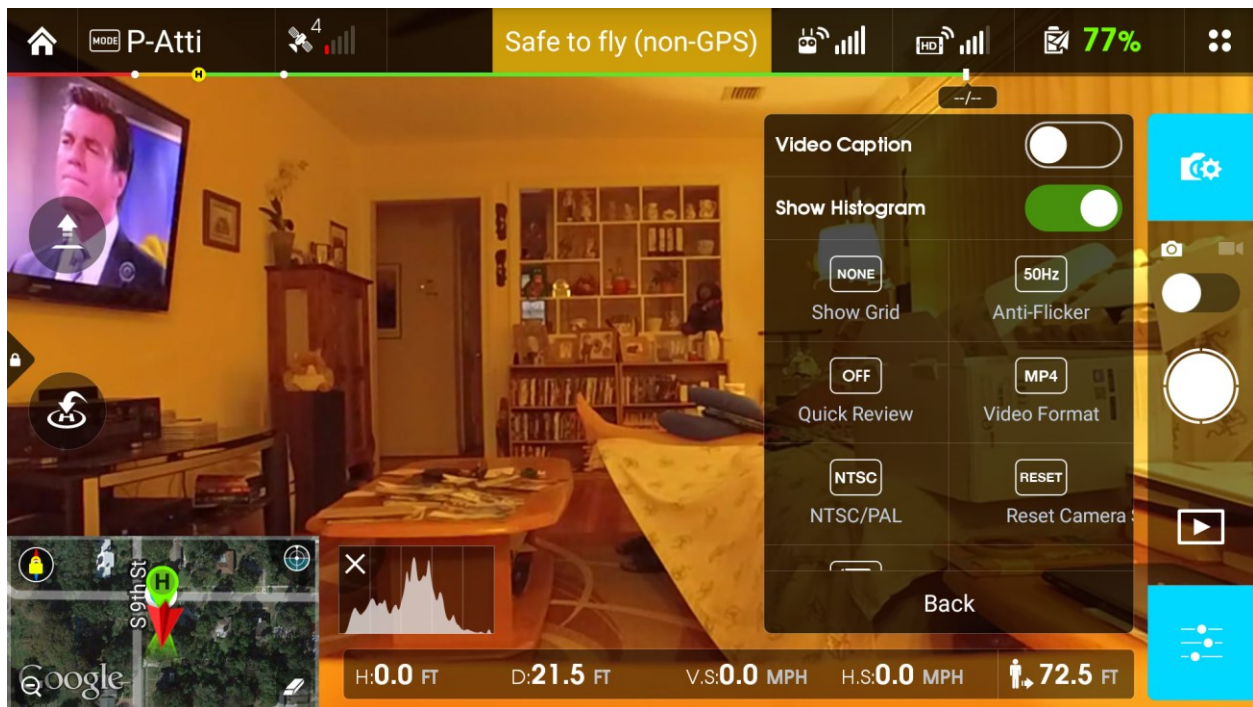 MODE P-Atti
4
Safe to fly (non-GPS)
HD
77%
H
--/--
Video Caption
Show Histogram
NONE
50Hz
Show Grid
Anti-Flicker
OFF
MP4
Quick Review
Video Format
NTSC
RESET
NTSC/PAL
Reset Camera S
Back
H
S 9th St
H
Google
H:0.0 FT
D:21.5 FT
V.S:0.0 MPH
H.S:0.0 MPH
72.5 FT